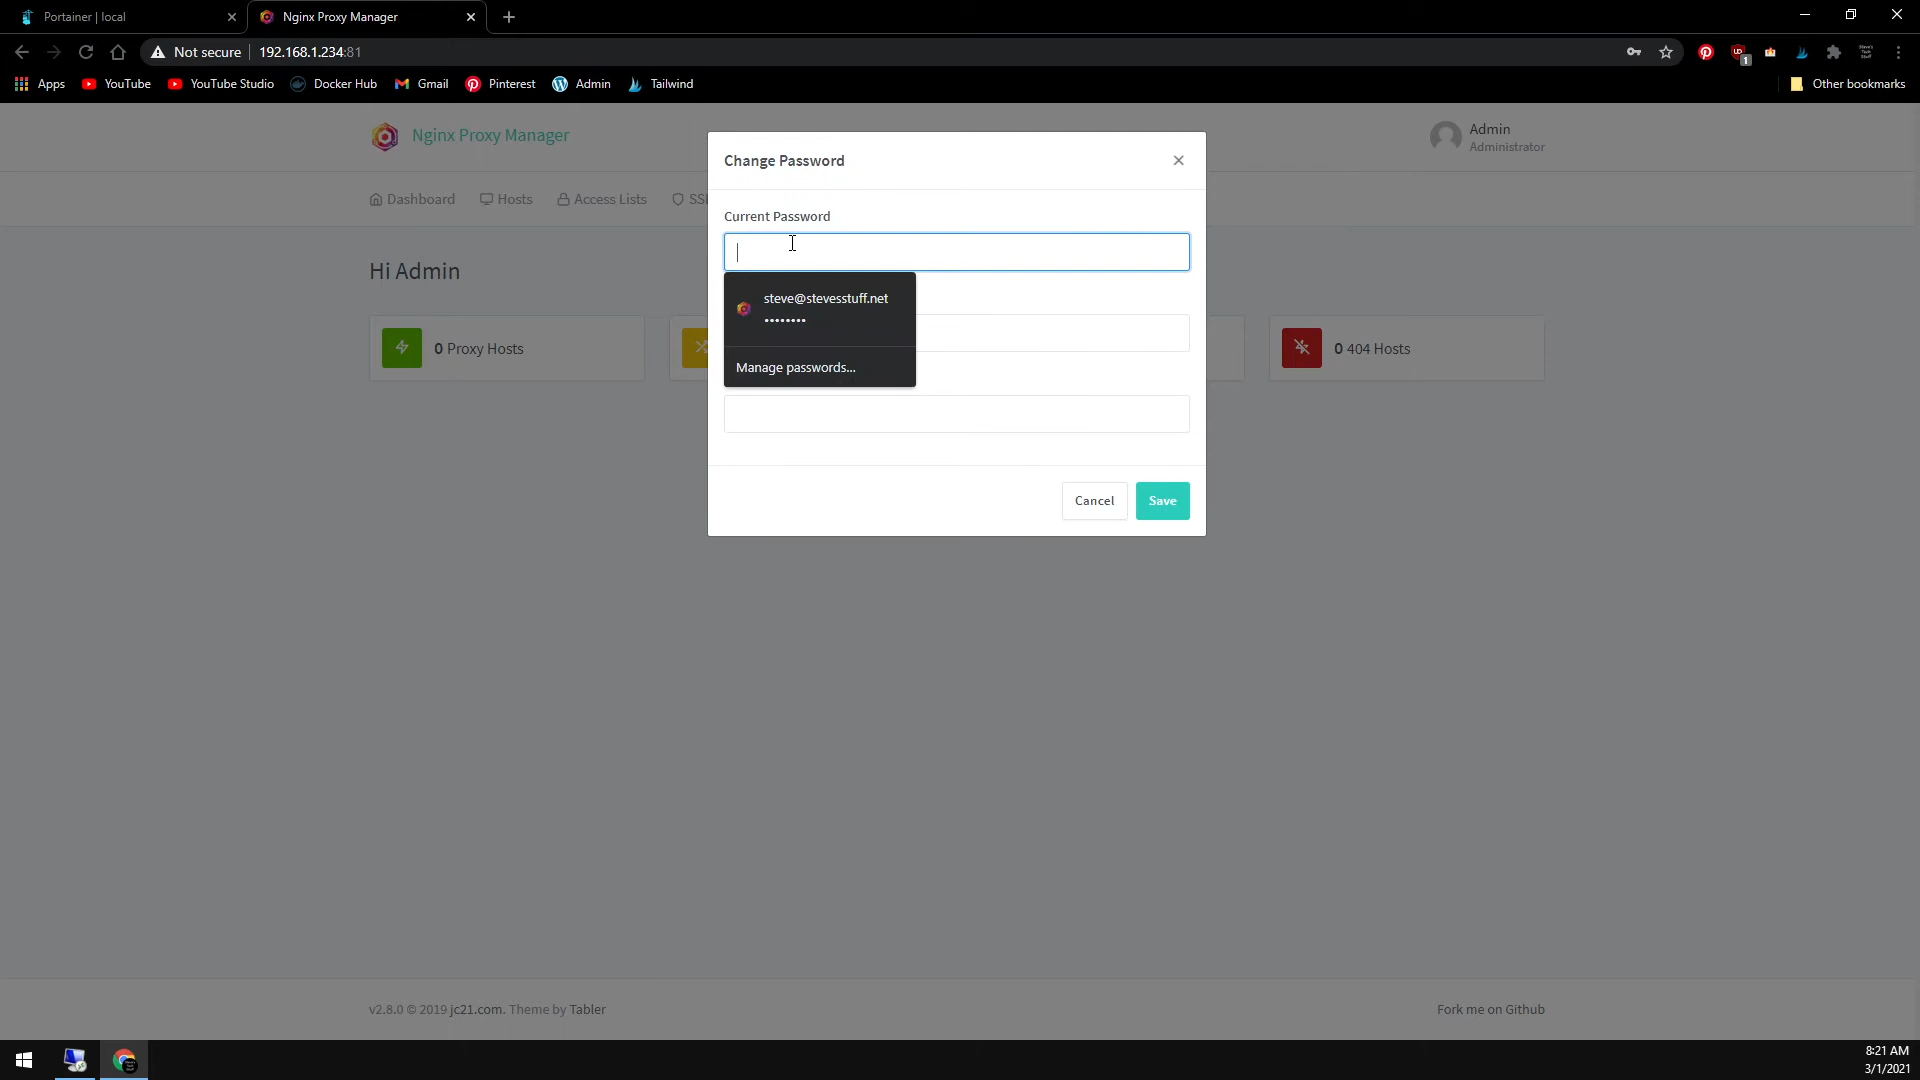 Portainer | local
Nginx Proxy Manager
Not secure
192.168.1.234:81
Apps
YouTube
YouTube Studio
Docker Hub
Gmail
Pinterest
Admin
Tailwind
Other bookmarks
1
Nginx Proxy Manager
Admin
Administrator
Dashboard
Hosts
Access Lists
SSL
Change Password
Current Password
steve@stevesstuff.net
••••••••
Manage passwords...
Hi Admin
0 Proxy Hosts
0 404 Hosts
Cancel
Save
v2.8.0 © 2019 jc21.com. Theme by Tabler
Fork me on Github
8:21 AM
3/1/2021